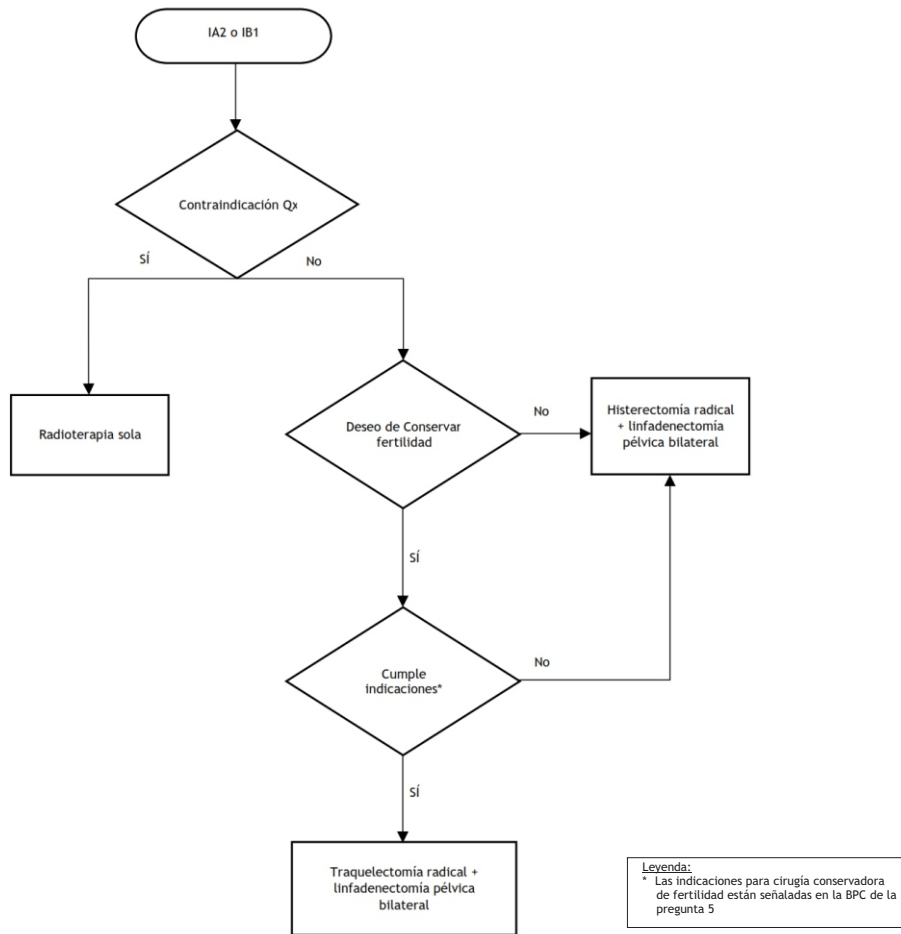 IA2 o IB1
Contraindicación Qx
SÍ
No
Radioterapia sola
Deseo de Conservar
fertilidad
No
Histerectomía radical
+ linfadenectomía
pélvica bilateral
SÍ
Cumple
indicaciones*
No
SÍ
Traquelectomía radical +
linfadenectomía pélvica
bilateral
Leyenda:
* Las indicaciones para cirugía conservadora
de fertilidad están señaladas en la BPC de la
pregunta 5